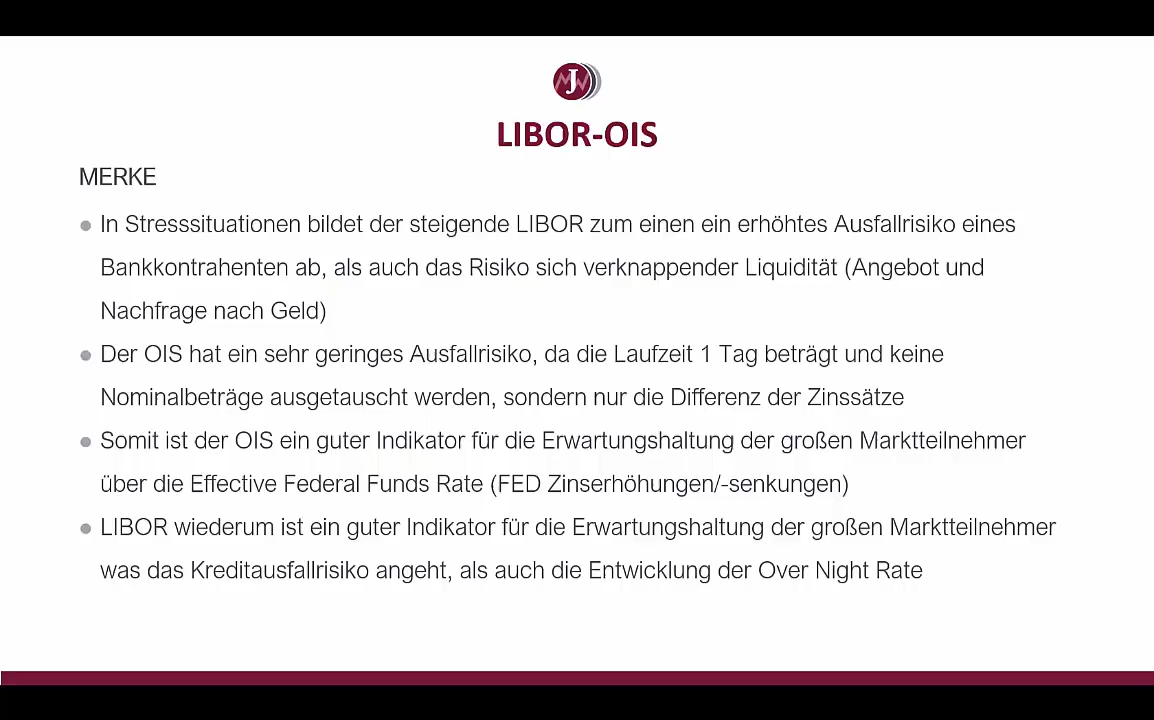 J
LIBOR-OIS
MERKE
In Stresssituationen bildet der steigende LIBOR zum einen ein erhöhtes Ausfallrisiko eines
Bankkontrahenten ab, als auch das Risiko sich verknappender Liquidität (Angebot und
Nachfrage nach Geld)
Der OIS hat ein sehr geringes Ausfallrisiko, da die Laufzeit 1 Tag beträgt und keine
Nominalbeträge ausgetauscht werden, sondern nur die Differenz der Zinssätze
Somit ist der OIS ein guter Indikator für die Erwartungshaltung der großen Marktteilnehmer
über die Effective Federal Funds Rate (FED Zinserhöhungen/-senkungen)
LIBOR wiederum ist ein guter Indikator für die Erwartungshaltung der großen Marktteilnehmer
was das Kreditausfallrisiko angeht, als auch die Entwicklung der Over Night Rate